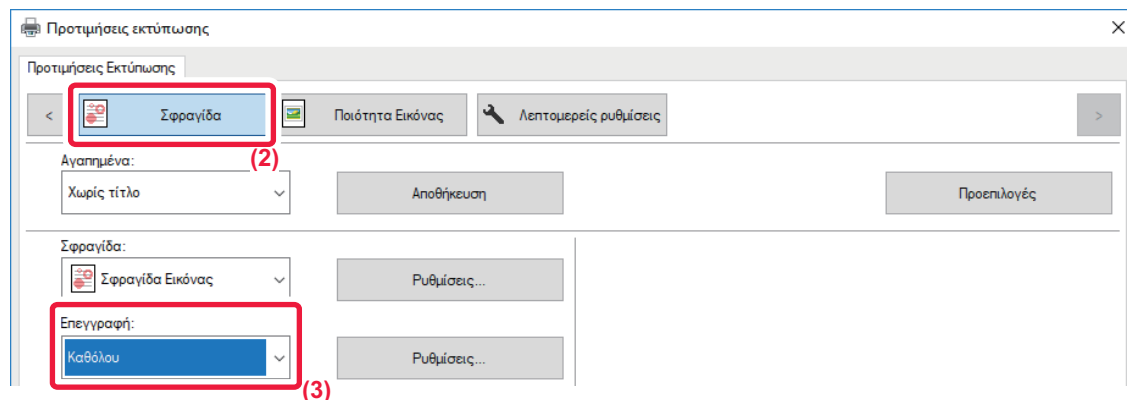 Προτιμήσεις εκτύπωσης
Προτιμήσεις Εκτύπωσης
< Σφραγίδα Ποιότητα Εικόνας Λεπτομερείς ρυθμίσεις >
(2)
Αγαπημένα:
Χωρίς τίτλο Αποθήκευση Προεπιλογές
Σφραγίδα:
Σφραγίδα Εικόνας Ρυθμίσεις...
Επεγγραφή:
Καθόλου Ρυθμίσεις...
(3)